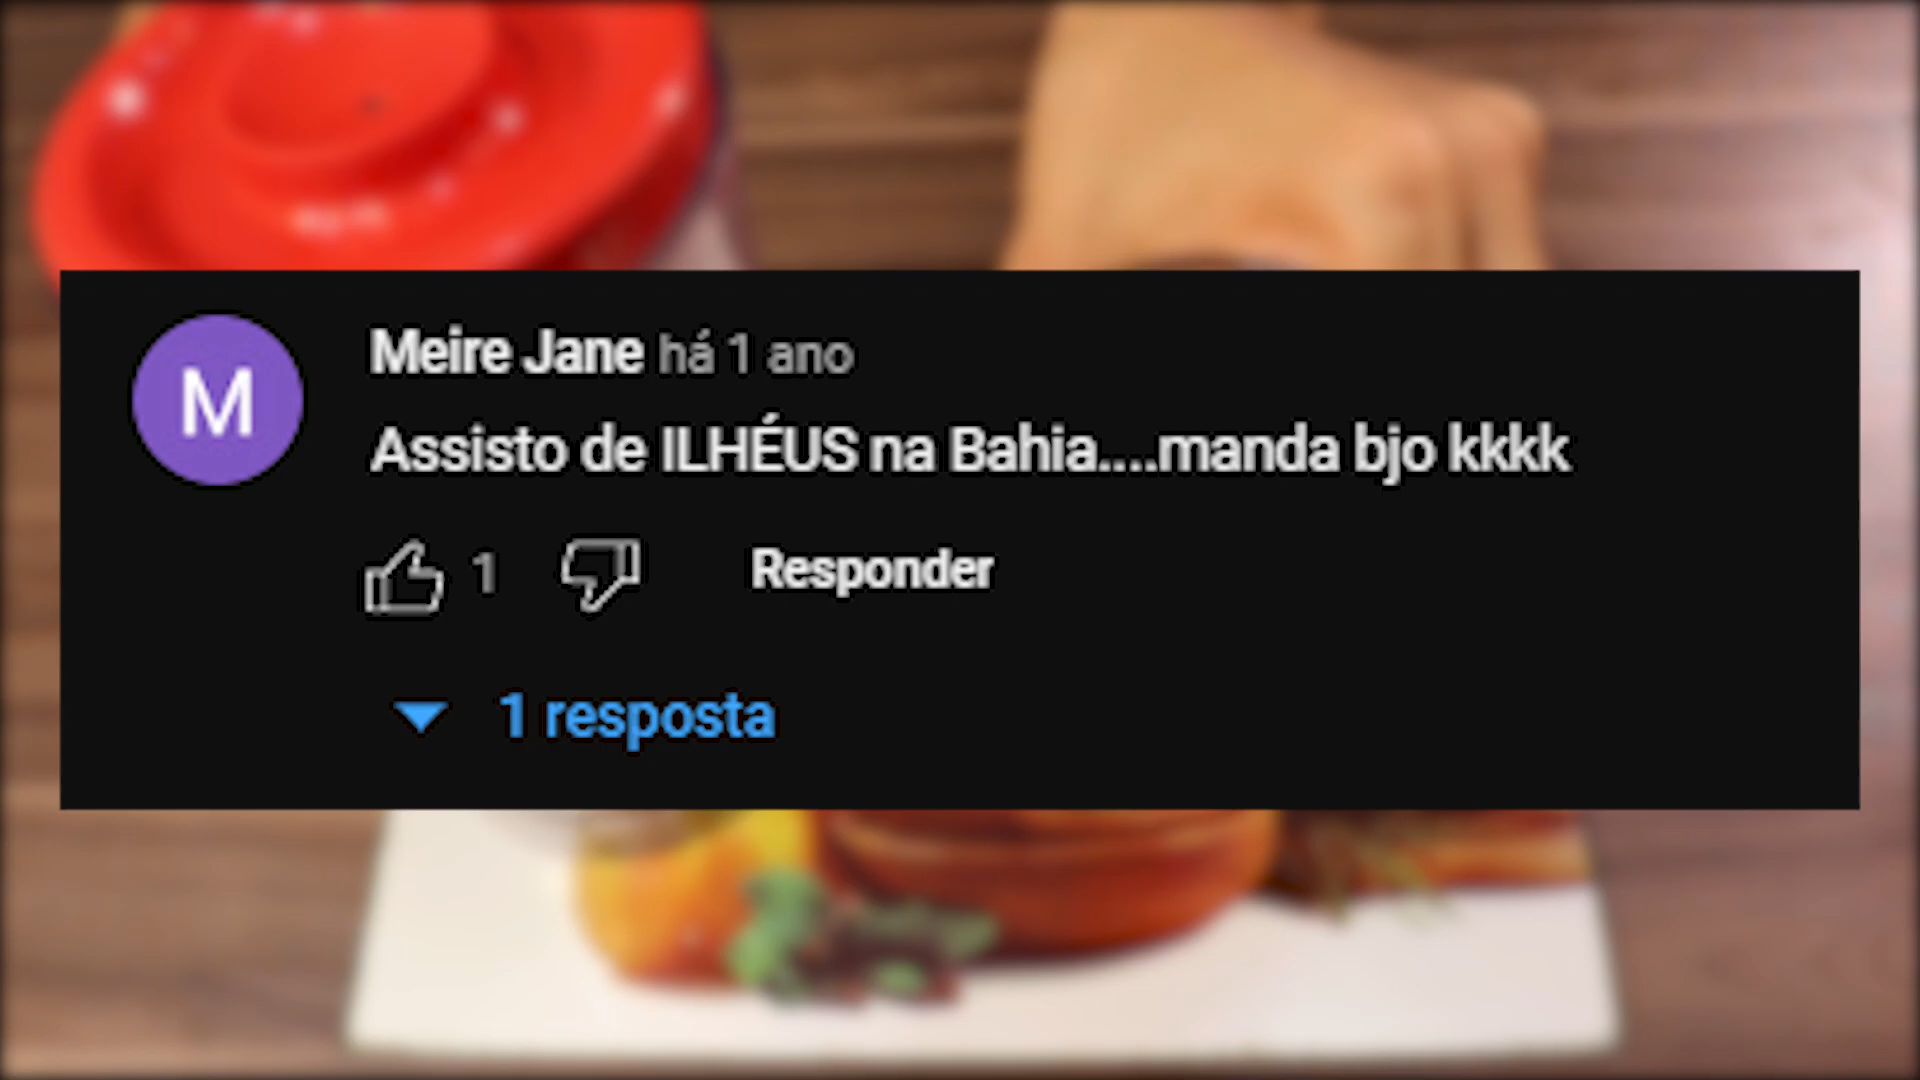 M
Meire Jane há 1 ano
Assisto de ILHÉUS na Bahia....manda bjo kkkk
1 Responder
1 resposta